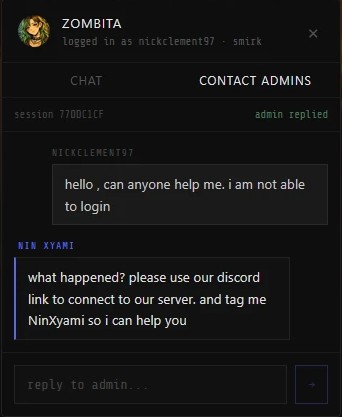 ZOMBITA
logged in as nickclement97 · smirk
×
CHAT CONTACT ADMINS
session 77DDC1CF admin replied
NICKCLEMENT97
hello , can anyone help me. i am not able
to login
NIN XYAMI
what happened? please use our discord
link to connect to our server. and tag me
NinXyami so i can help you
reply to admin...
→